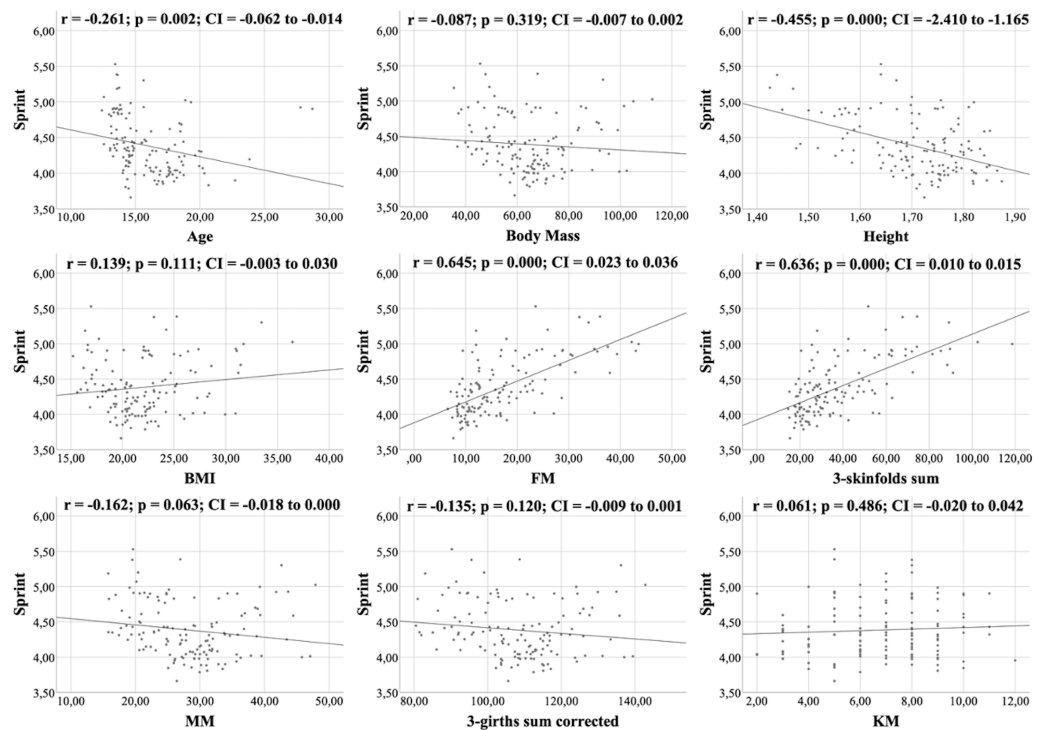 r = -0.261; p = 0.002; CI = -0.062 to -0.014
6,00
5,50
5,00
4,50
4,00
3,50
Sprint
10,00 15,00 20,00 25,00 30,00
Age
r = -0.087; p = 0.319; CI = -0.007 to 0.002
6,00
5,50
5,00
4,50
4,00
3,50
Sprint
20,00 40,00 60,00 80,00 100,00 120,00
Body Mass
r = -0.455; p = 0.000; CI = -2.410 to -1.165
6,00
5,50
5,00
4,50
4,00
3,50
Sprint
1,40 1,50 1,60 1,70 1,80 1,90
Height
r = 0.139; p = 0.111; CI = -0.003 to 0.030
6,00
5,50
5,00
4,50
4,00
3,50
Sprint
15,00 20,00 25,00 30,00 35,00 40,00
BMI
r = 0.645; p = 0.000; CI = 0.023 to 0.036
6,00
5,50
5,00
4,50
4,00
3,50
Sprint
,00 10,00 20,00 30,00 40,00 50,00
FM
r = 0.636; p = 0.000; CI = 0.010 to 0.015
6,00
5,50
5,00
4,50
4,00
3,50
Sprint
,00 20,00 40,00 60,00 80,00 100,00 120,00
3-skinfolds sum
r = -0.162; p = 0.063; CI = -0.018 to 0.000
6,00
5,50
5,00
4,50
4,00
3,50
Sprint
10,00 20,00 30,00 40,00 50,00
MM
r = -0.135; p = 0.120; CI = -0.009 to 0.001
6,00
5,50
5,00
4,50
4,00
3,50
Sprint
80,00 100,00 120,00 140,00
3-girths sum corrected
r = 0.061; p = 0.486; CI = -0.020 to 0.042
6,00
5,50
5,00
4,50
4,00
3,50
Sprint
2,00 4,00 6,00 8,00 10,00 12,00
KM